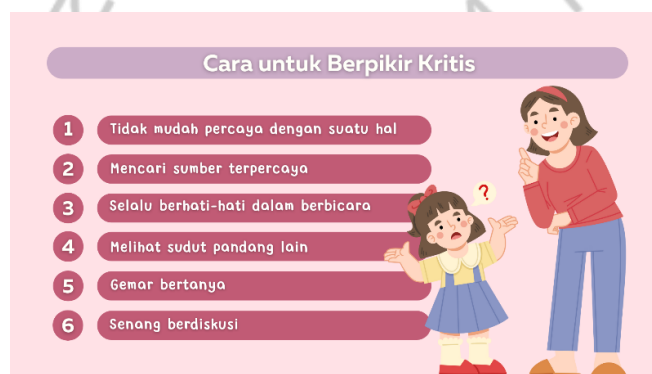 Cara untuk Berpikir Kritis
1 Tidak mudah percaya dengan suatu hal
2 Mencari sumber terpercaya
3 Selalu berhati-hati dalam berbicara
4 Melihat sudut pandang lain
5 Gemar bertanya
6 Senang berdiskusi
?